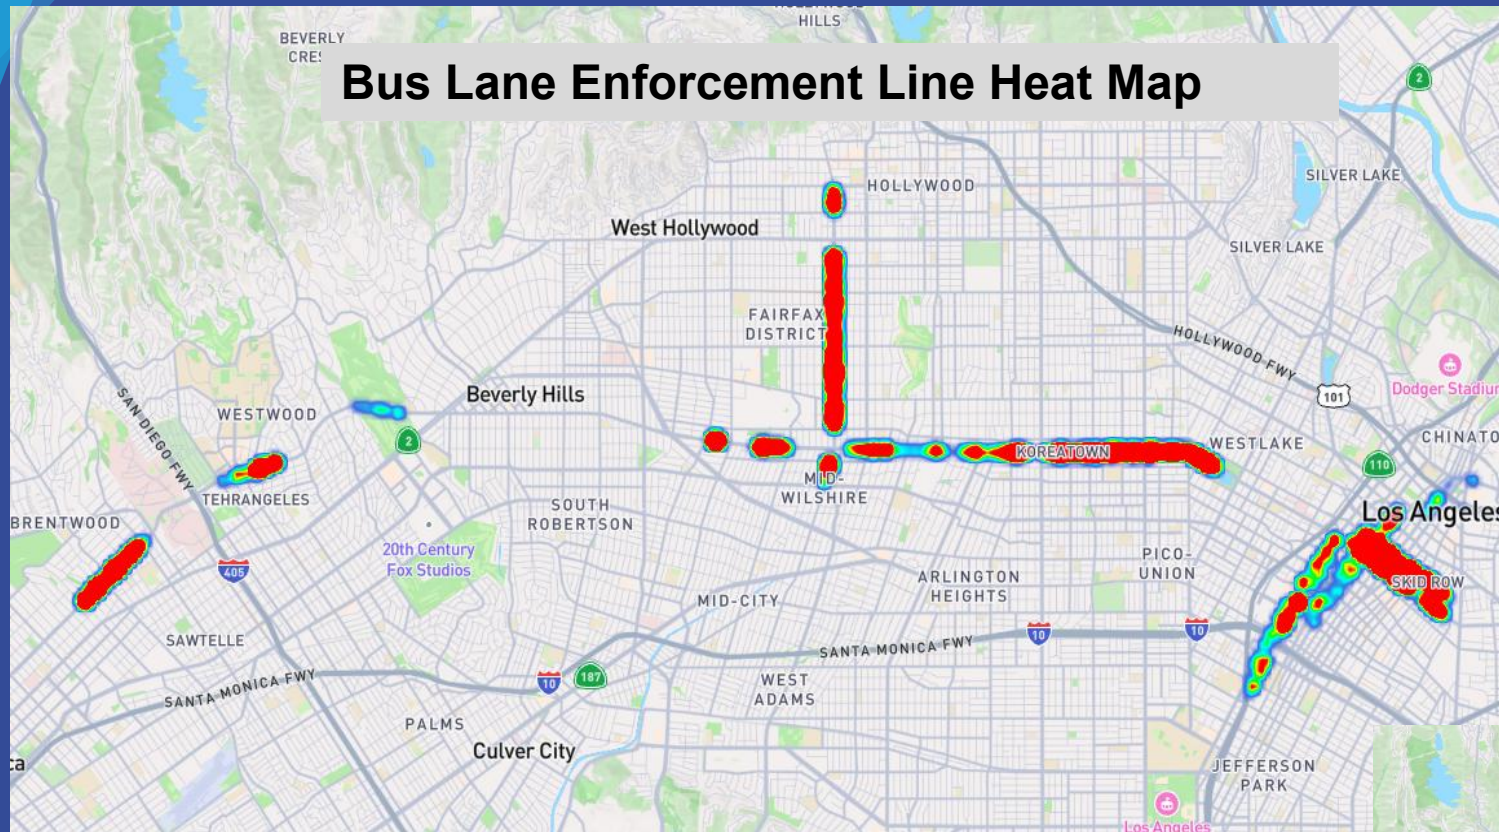 HILLS
BEVERLY
Bus Lane Enforcement Line Heat Map
2
SILVER LAKE
HOLLYWOOD
West Hollywood
SILVER LAKE
FAIRFAX
DISTRICT
HOLLYWOOD FWY
Dodger
101
Beverly Hills
SAN DIEGO FWY
WESTWOOD
2
KOREATOWN
WESTLAKE
110
MID-
WILSHIRE
TEHRANGELES
SOUTH
ROBERTSON
Los Angeles
BRENTWOOD
20th Century
Fox Studios
405
PICO-
UNION
SKID ROW
ARLINGTON
HEIGHTS
MID-CITY
SAWTELLE
10
10
SANTA MONICA FWY
SANTA MONICA FWY
10
187
WEST
ADAMS
PALMS
Culver City
JEFFERSON
PARK
Los Angeles